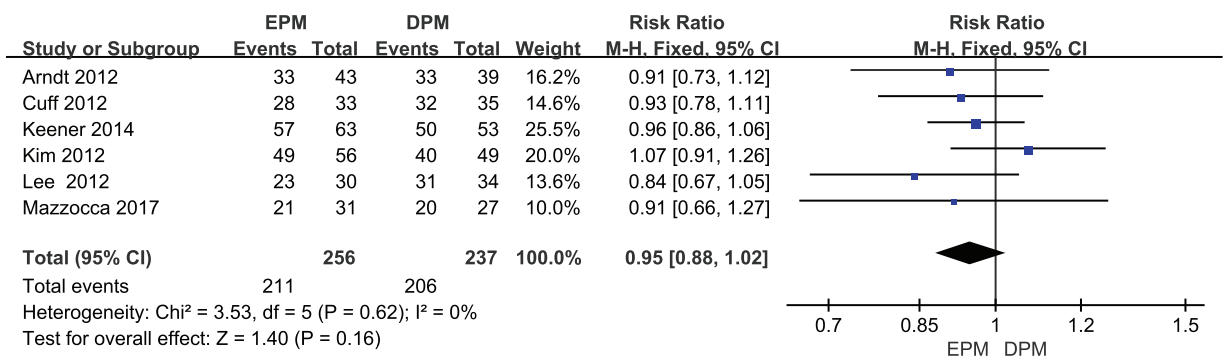 EPM DPM Risk Ratio Risk Ratio
Study or Subgroup Events Total Events Total Weight M-H, Fixed, 95% CI M-H, Fixed, 95% CI
Arndt 2012 33 43 33 39 16.2% 0.91 [0.73, 1.12]
Cuff 2012 28 33 32 35 14.6% 0.93 [0.78, 1.11]
Keener 2014 57 63 50 53 25.5% 0.96 [0.86, 1.06]
Kim 2012 49 56 40 49 20.0% 1.07 [0.91, 1.26]
Lee 2012 23 30 31 34 13.6% 0.84 [0.67, 1.05]
Mazzocca 2017 21 31 20 27 10.0% 0.91 [0.66, 1.27]
Total (95% CI) 256 237 100.0% 0.95 [0.88, 1.02]
Total events 211 206
Heterogeneity: Chi² = 3.53, df = 5 (P = 0.62); I² = 0%
Test for overall effect: Z = 1.40 (P = 0.16)
0.7 0.85 1 1.2 1.5
EPM DPM